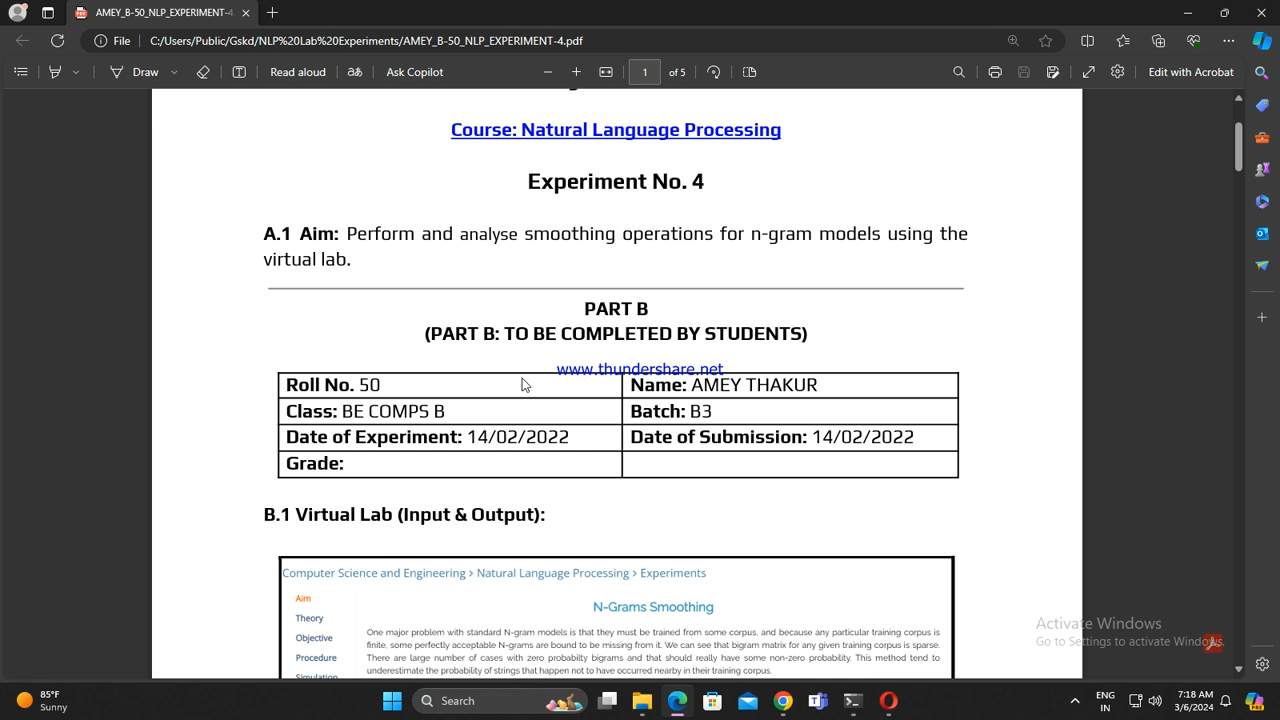 AMEY_B-50_NLP_EXPERIMENT-4.
File C:/Users/Public/Gskd/NLP%20Lab%20Experiments/AMEY_B-50_NLP_EXPERIMENT-4.pdf
Draw Read aloud Ask Copilot 1 of 5 Edit with Acrobat
Course: Natural Language Processing
Experiment No. 4
A.1 Aim: Perform and analyse smoothing operations for n-gram models using the
virtual lab.
PART B
(PART B: TO BE COMPLETED BY STUDENTS)
www.thundershare.net
Roll No. 50 Name: AMEY THAKUR
Class: BE COMPS B Batch: B3
Date of Experiment: 14/02/2022 Date of Submission: 14/02/2022
Grade:
B.1 Virtual Lab (Input & Output):
Computer Science and Engineering > Natural Language Processing > Experiments
Aim
N-Grams Smoothing
Theory
Objective
Procedure
Simulation
One major problem with standard N-gram models is that they must be trained from some corpus, and because any particular training corpus is
finite, some perfectly acceptable N-grams are bound to be missing from it. We can see that bigram matrix for any given training corpus is sparse.
There are large number of cases with zero probabilty bigrams and that should really have some non-zero probability. This method tend to
underestimate the probability of strings that happen not to have occurred nearby in their training corpus.
Activate Windows
Go to Settings to activate Windows.
85°F
Sunny
Search
ENG
IN
7:18 AM
3/6/2024